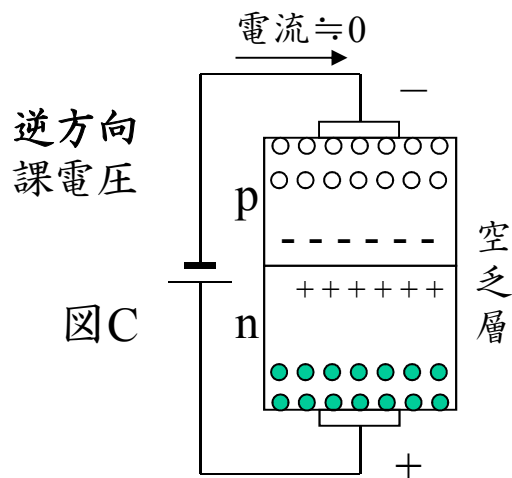 電流≒0
－
逆方向
課電圧
p
- - - - - -
空乏層
+ + + + + +
図C
n
+